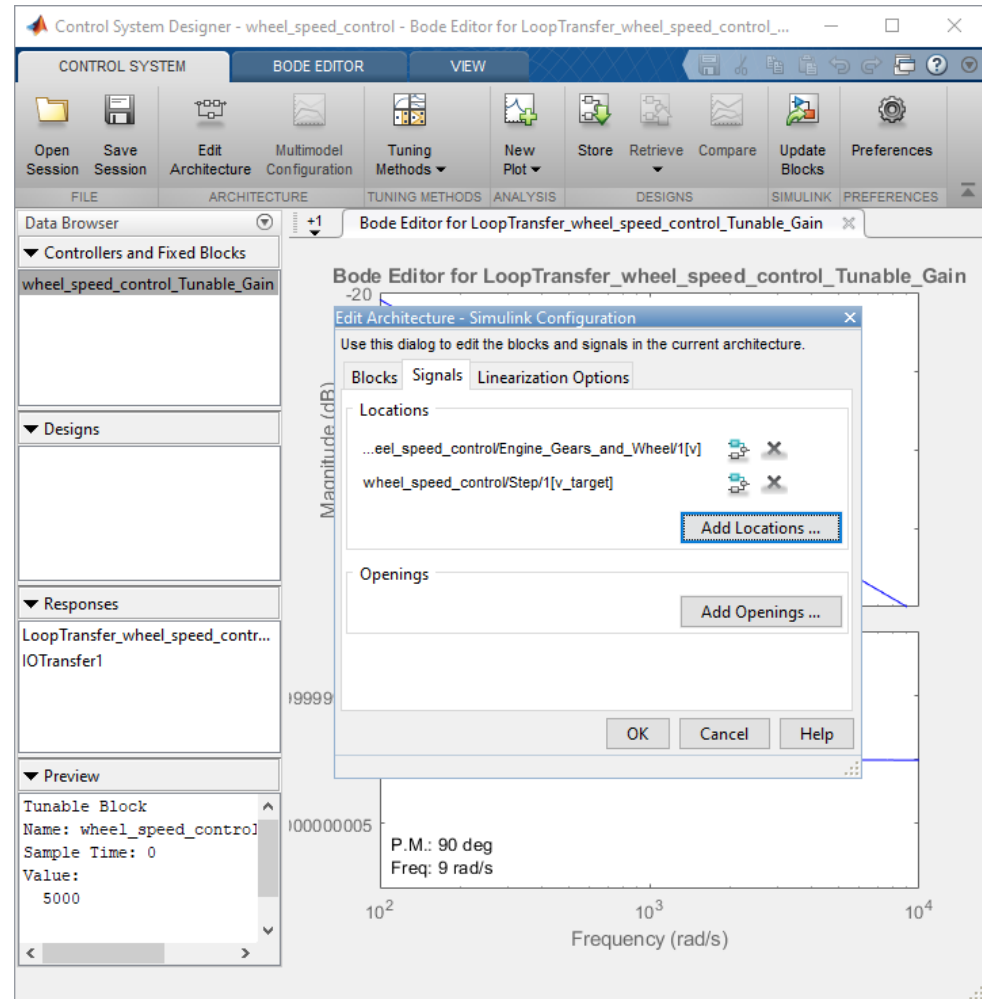 Control System Designer - wheel_speed_control - Bode Editor for LoopTransfer_wheel_speed_control_...
CONTROL SYSTEM BODE EDITOR VIEW
Open Session
Save Session
Edit Architecture
Multimodel Configuration
Tuning Methods
New Plot
Store
Retrieve
Compare
Update Blocks
Preferences
FILE ARCHITECTURE TUNING METHODS ANALYSIS DESIGNS SIMULINK PREFERENCES
Data Browser
Controllers and Fixed Blocks
wheel_speed_control_Tunable_Gain
Designs
Responses
LoopTransfer_wheel_speed_contr...
IOTransfer1
Preview
Tunable Block
Name: wheel_speed_control
Sample Time: 0
Value:
5000
+1
Bode Editor for LoopTransfer_wheel_speed_control_Tunable_Gain
Bode Editor for LoopTransfer_wheel_speed_control_Tunable_Gain
-20
Magnitude (dB)
Edit Architecture - Simulink Configuration
Use this dialog to edit the blocks and signals in the current architecture.
Blocks Signals Linearization Options
Locations
...eel_speed_control/Engine_Gears_and_Wheel/1[v]
wheel_speed_control/Step/1[v_target]
Add Locations ...
Openings
Add Openings ...
OK Cancel Help
00000005
P.M.: 90 deg
Freq: 9 rad/s
10² 10³ 10⁴
Frequency (rad/s)